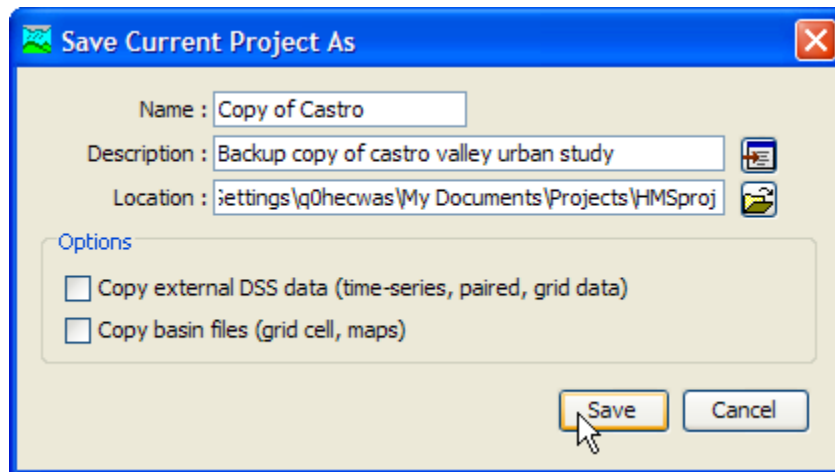 Save Current Project As
Name : Copy of Castro
Description : Backup copy of castro valley urban study
Location : Settings\q0hecwas\My Documents\Projects\HMSproj
Options
Copy external DSS data (time-series, paired, grid data)
Copy basin files (grid cell, maps)
Save Cancel